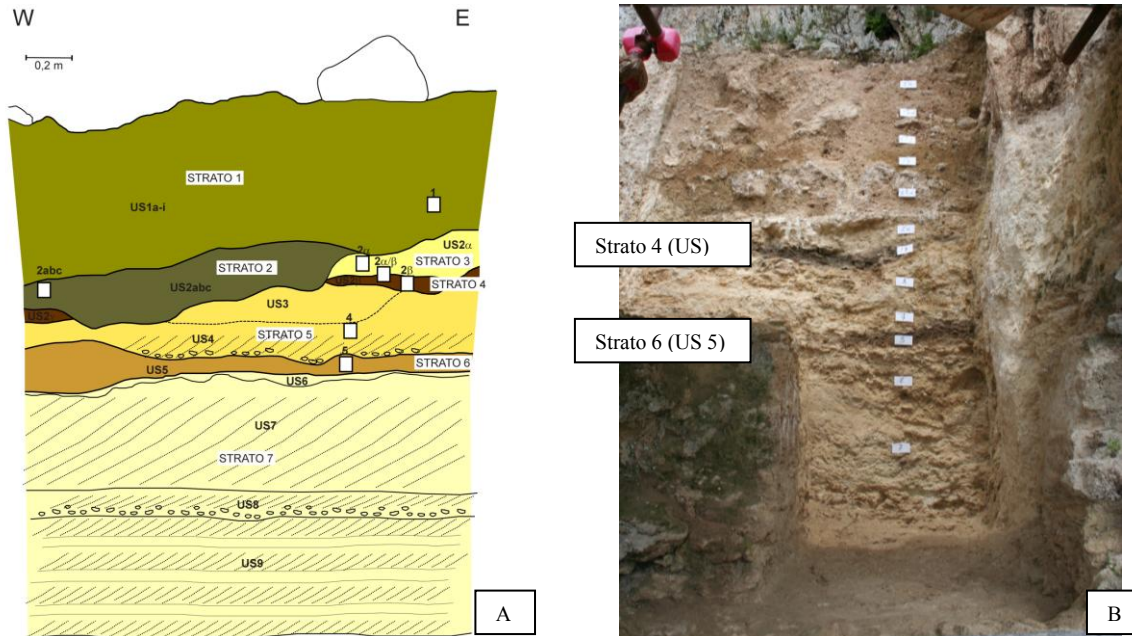 W
E
0,2 m
STRATO 1
1
US1a-i
US2α
2α
2abc
STRATO 2
2α/β
STRATO 3
2β
US2abc
STRATO 4
US3
US2
4
US4
STRATO 5
5
STRATO 6
US5
US6
US7
STRATO 7
US8
US9
A
Strato 4 (US)
Strato 6 (US 5)
B